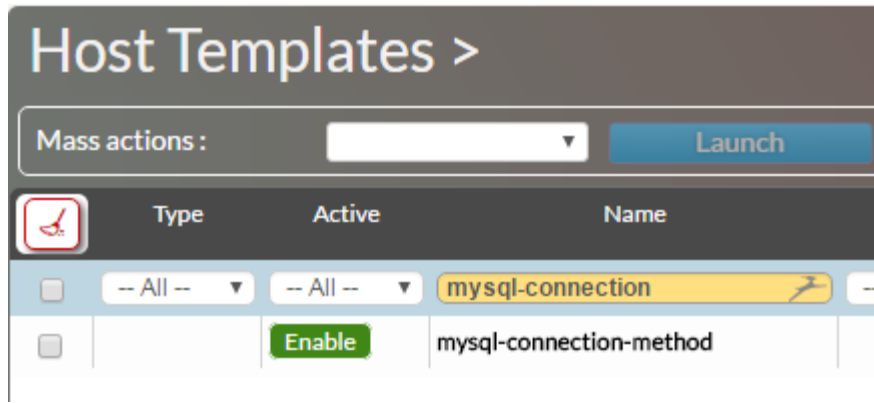 Host Templates >
Mass actions :
Launch
Type Active Name
-- All -- -- All -- mysql-connection
Enable mysql-connection-method